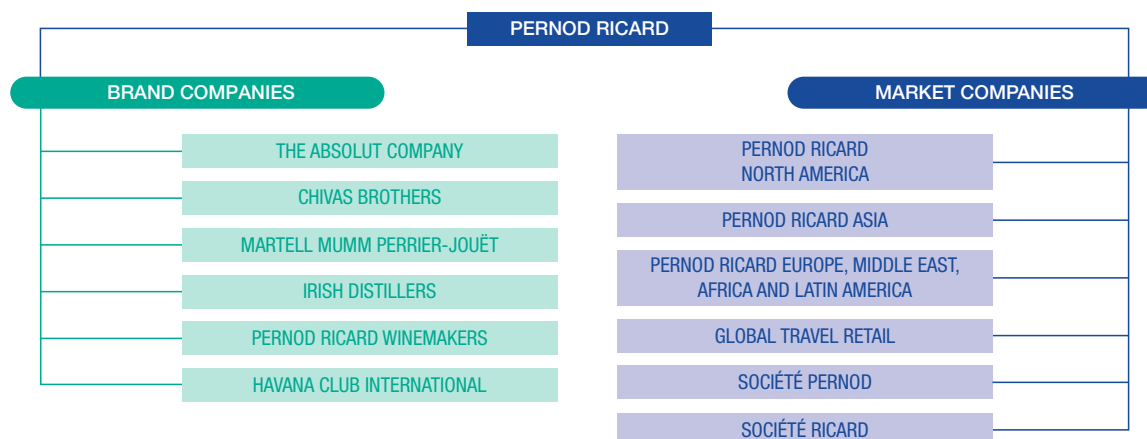 PERNOD RICARD
BRAND COMPANIES
THE ABSOLUT COMPANY
CHIVAS BROTHERS
MARTELL MUMM PERRIER-JOUËT
IRISH DISTILLERS
PERNOD RICARD WINEMAKERS
HAVANA CLUB INTERNATIONAL
MARKET COMPANIES
PERNOD RICARD
NORTH AMERICA
PERNOD RICARD ASIA
PERNOD RICARD EUROPE, MIDDLE EAST,
AFRICA AND LATIN AMERICA
GLOBAL TRAVEL RETAIL
SOCIÉTÉ PERNOD
SOCIÉTÉ RICARD